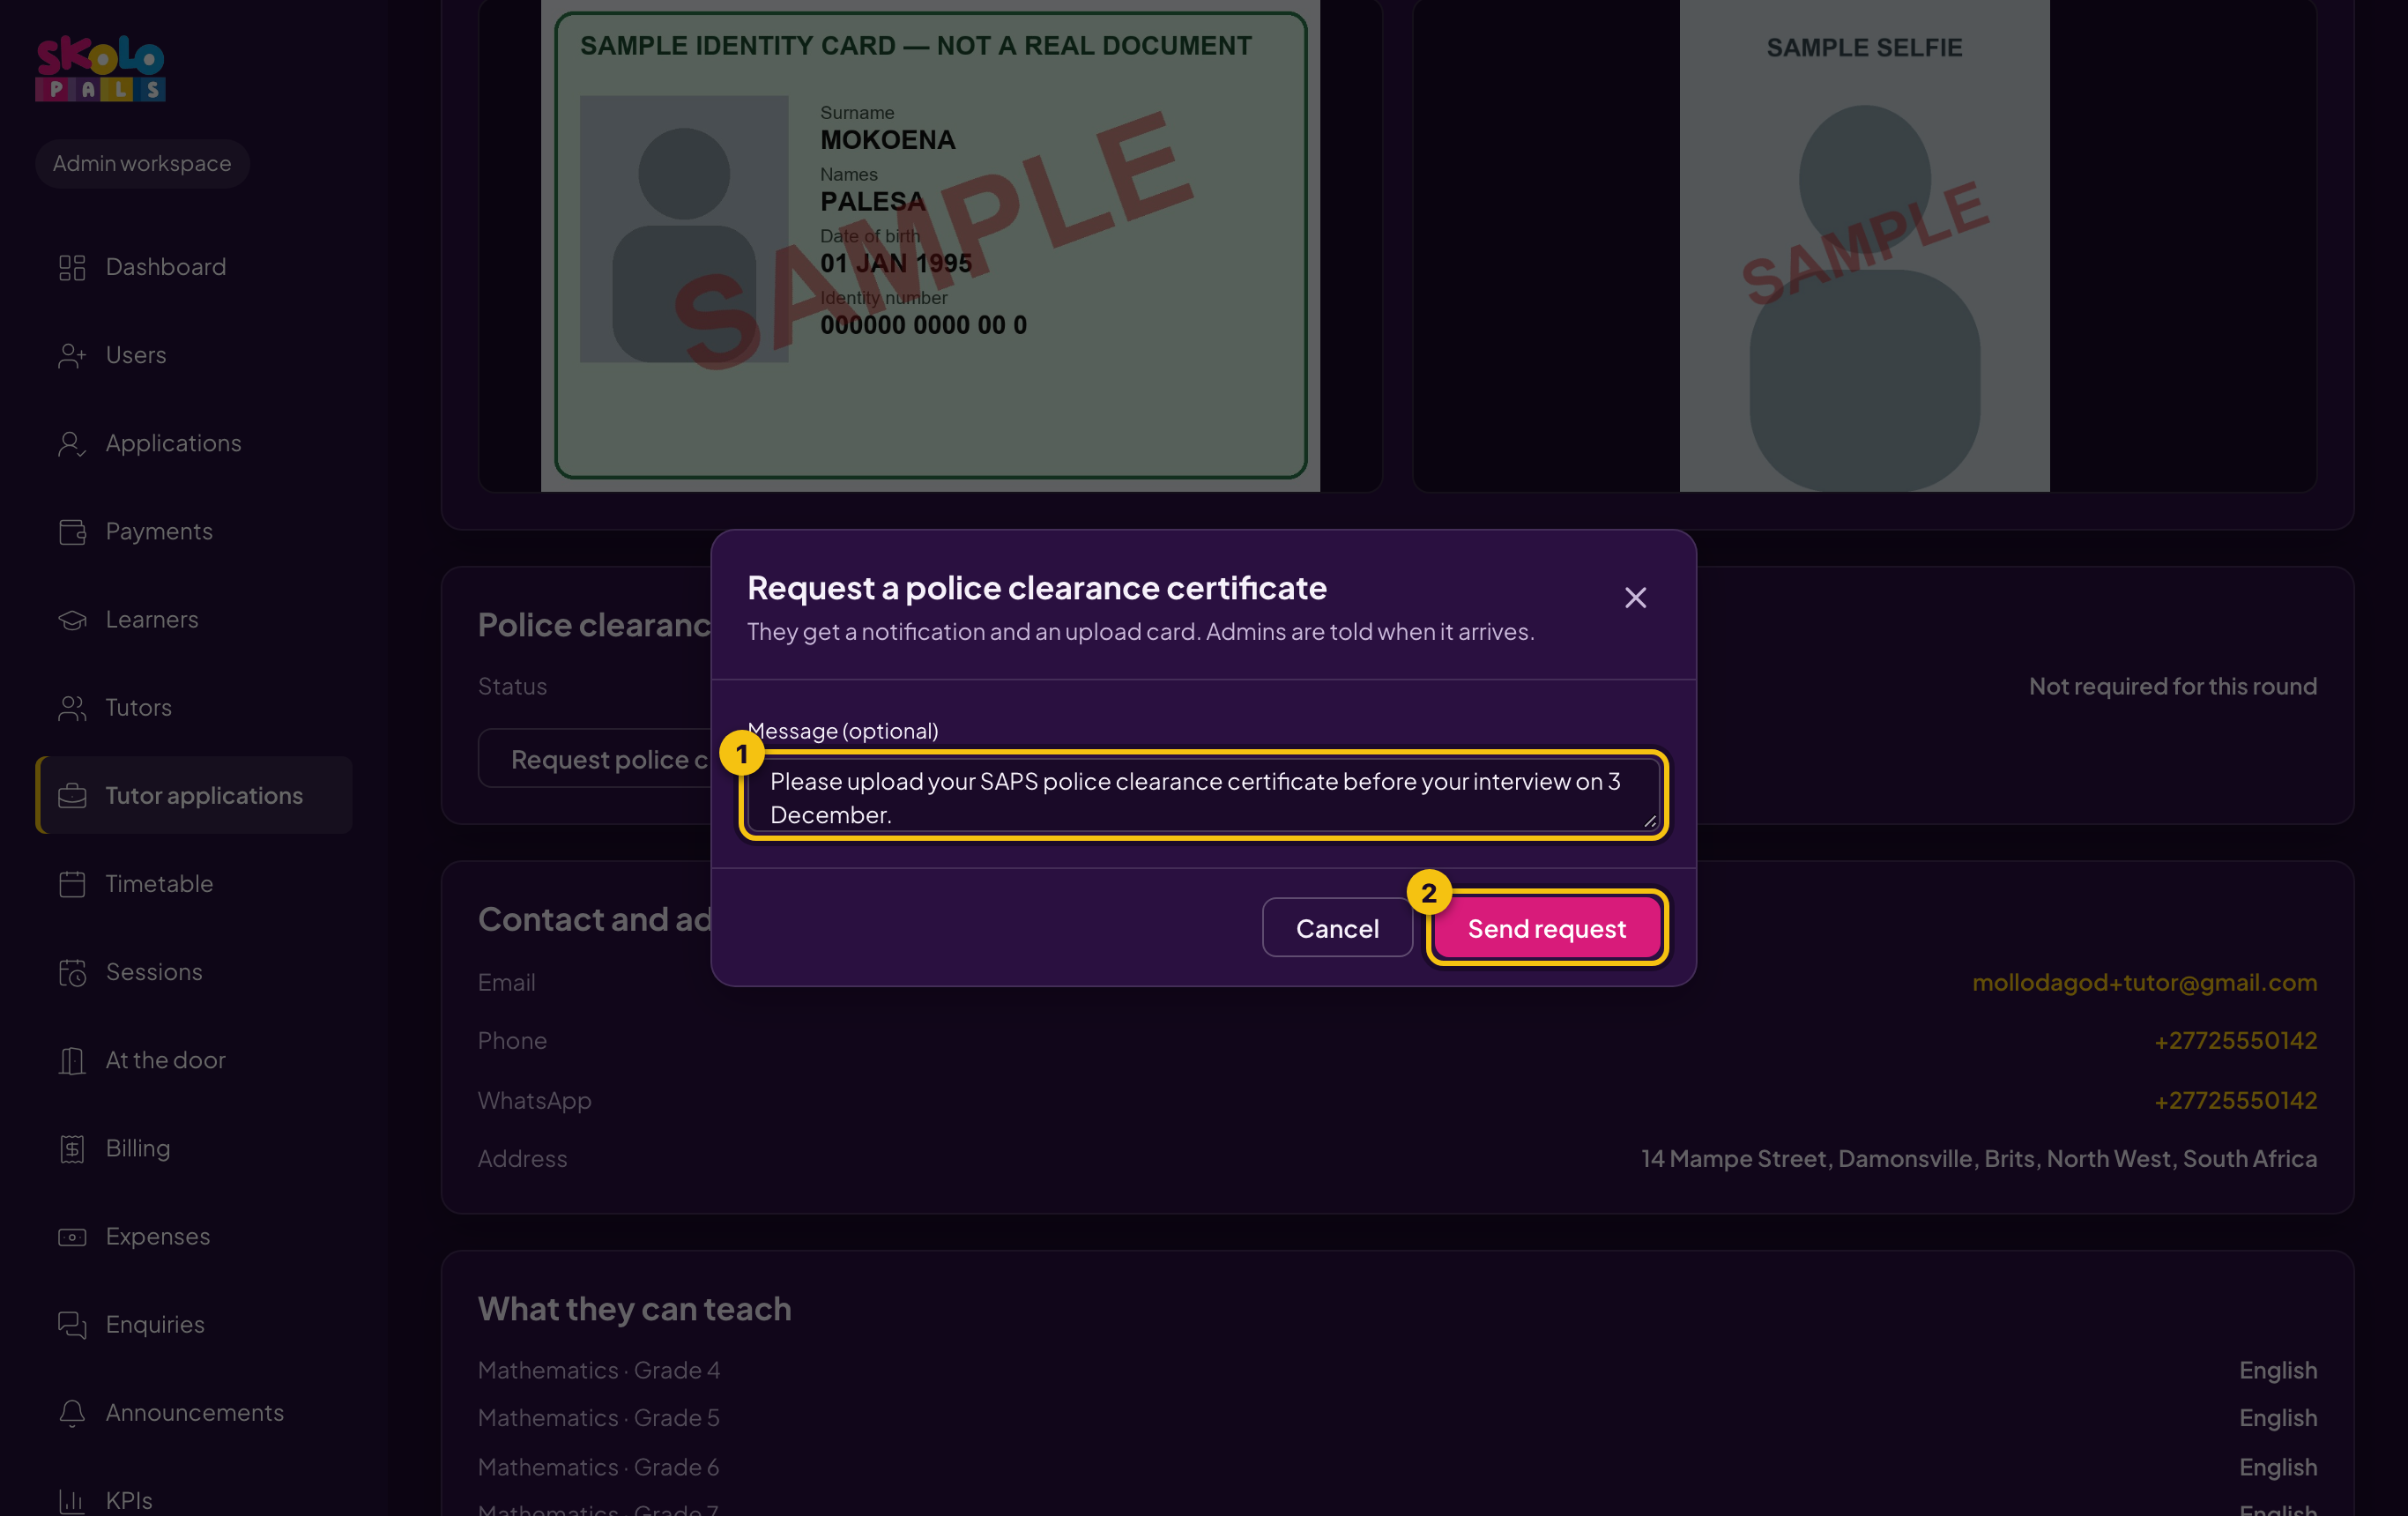 SKOLO
PALS
Admin workspace
Dashboard
Users
Applications
Payments
Learners
Tutors
Tutor applications
Timetable
Sessions
At the door
Billing
Expenses
Enquiries
Announcements
KPIs
SAMPLE IDENTITY CARD — NOT A REAL DOCUMENT
Surname
MOKOENA
Names
PALESA
Date of birth
01 JAN 1995
Identity number
000000 0000 00 0
SAMPLE
SAMPLE SELFIE
SAMPLE
Police clearanc
Status
Not required for this round
Request police c
Request a police clearance certificate
They get a notification and an upload card. Admins are told when it arrives.
Message (optional)
1
Please upload your SAPS police clearance certificate before your interview on 3
December.
Cancel
2
Send request
Contact and ad
Email
mollodagod+tutor@gmail.com
Phone
+27725550142
WhatsApp
+27725550142
Address
14 Mampe Street, Damonsville, Brits, North West, South Africa
What they can teach
Mathematics · Grade 4
English
Mathematics · Grade 5
English
Mathematics · Grade 6
English
Mathematics · Grade 7
English